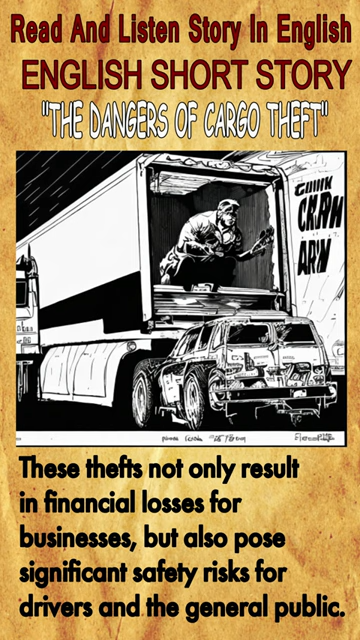 Read And Listen Story In English
ENGLISH SHORT STORY
"THE DANGERS OF CARGO THEFT"
These thefts not only result
in financial losses for
businesses, but also pose
significant safety risks for
drivers and the general public.